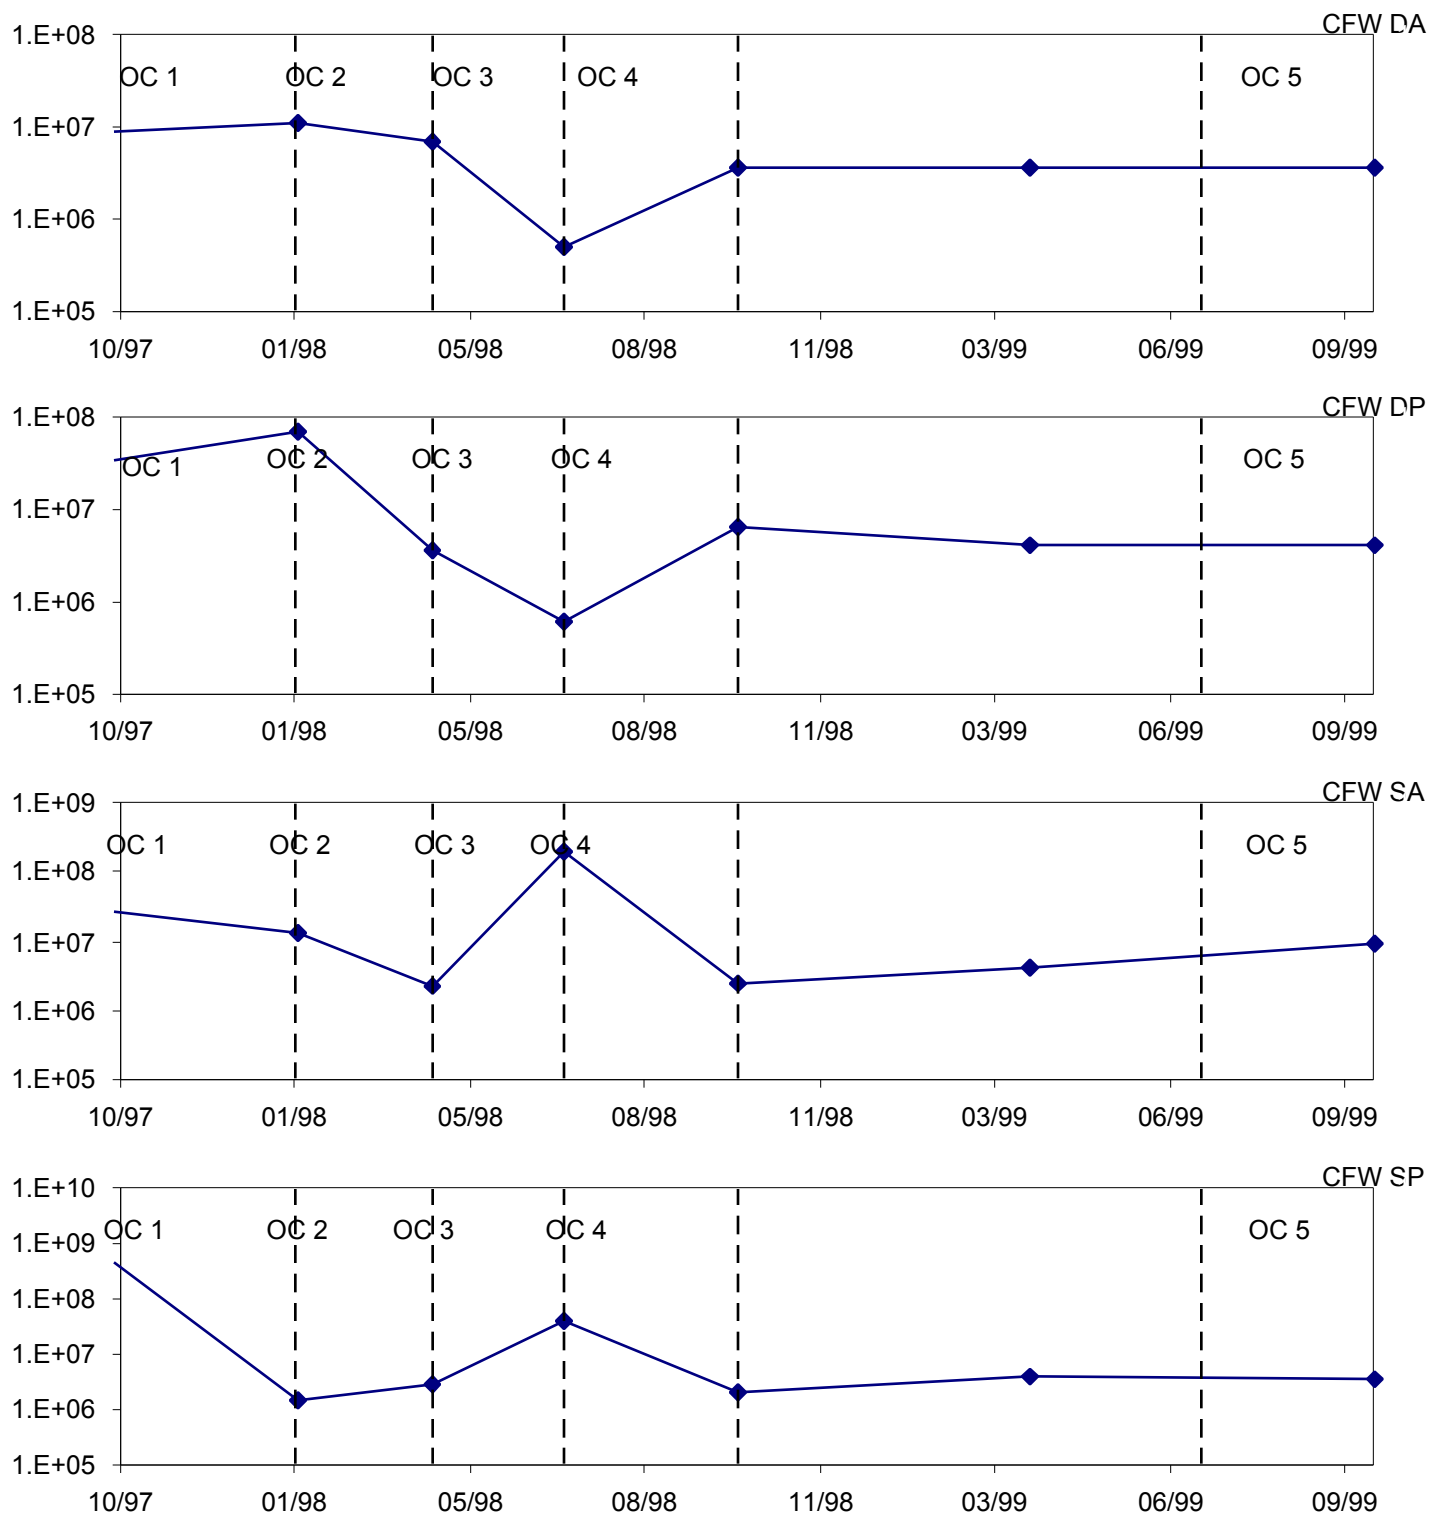 CFW DA
1.E+08
OC 1 OC 2 OC 3 OC 4 OC 5
1.E+07
1.E+06
1.E+05
10/97 01/98 05/98 08/98 11/98 03/99 06/99 09/99
CFW DP
1.E+08
OC 1 OC 2 OC 3 OC 4 OC 5
1.E+07
1.E+06
1.E+05
10/97 01/98 05/98 08/98 11/98 03/99 06/99 09/99
CFW SA
1.E+09
OC 1 OC 2 OC 3 OC 4 OC 5
1.E+08
1.E+07
1.E+06
1.E+05
10/97 01/98 05/98 08/98 11/98 03/99 06/99 09/99
CFW SP
1.E+10
OC 1 OC 2 OC 3 OC 4 OC 5
1.E+09
1.E+08
1.E+07
1.E+06
1.E+05
10/97 01/98 05/98 08/98 11/98 03/99 06/99 09/99